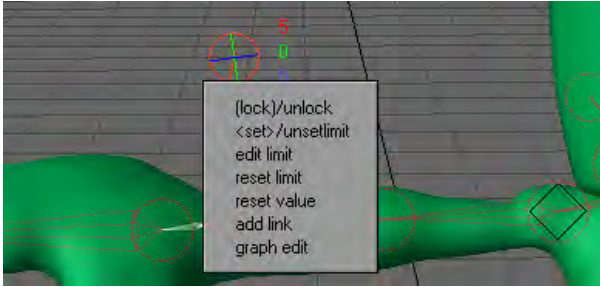 5
0
(lock)/unlock
<set>/unsetlimit
edit limit
reset limit
reset value
add link
graph edit